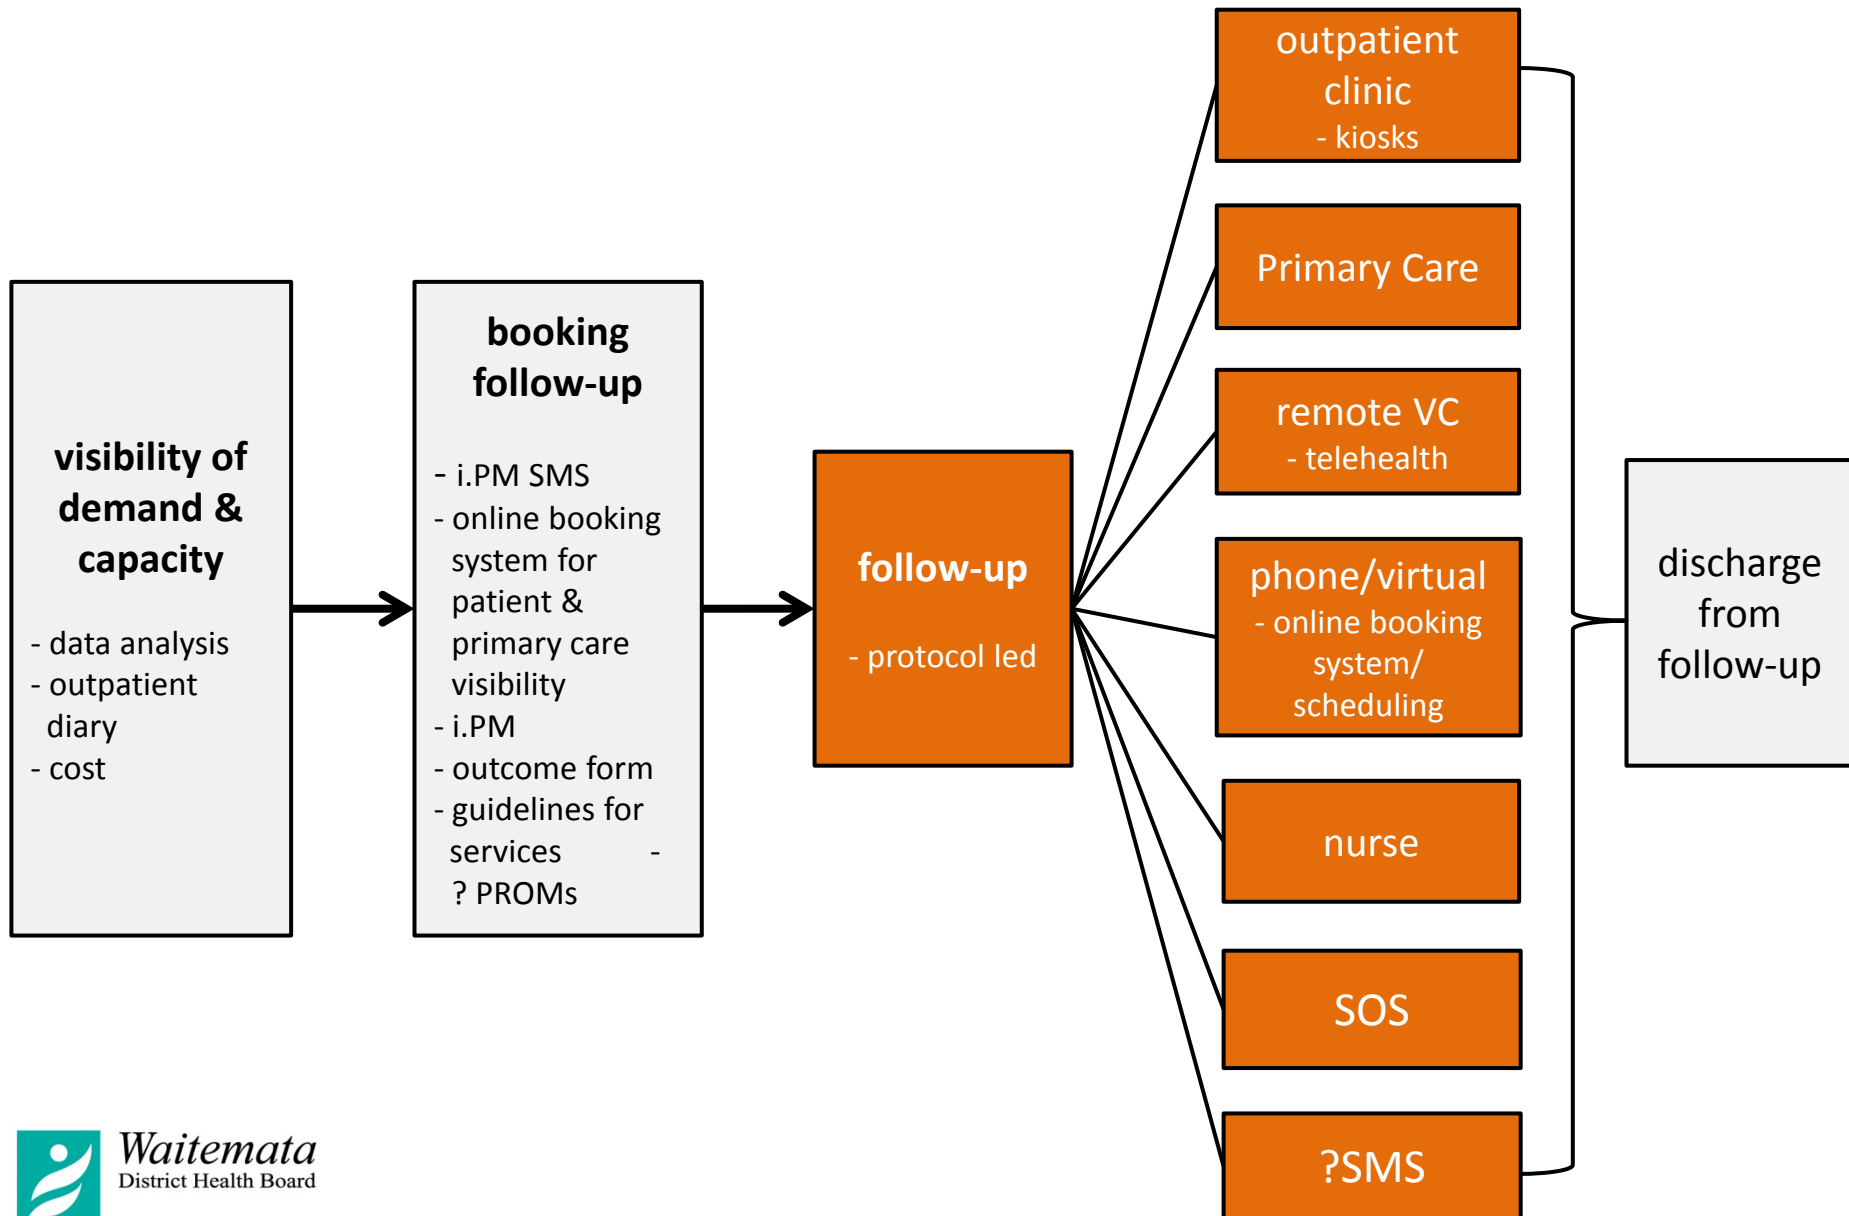 visibility of
demand &
capacity
- data analysis
- outpatient
diary
- cost
booking
follow-up
- i.PM SMS
- online booking
system for
patient &
primary care
visibility
- i.PM
- outcome form
- guidelines for
services -
? PROMs
follow-up
- protocol led
outpatient
clinic
- kiosks
Primary Care
remote VC
- telehealth
phone/virtual
- online booking
system/
scheduling
nurse
SOS
?SMS
discharge
from
follow-up
Waitemata
District Health Board